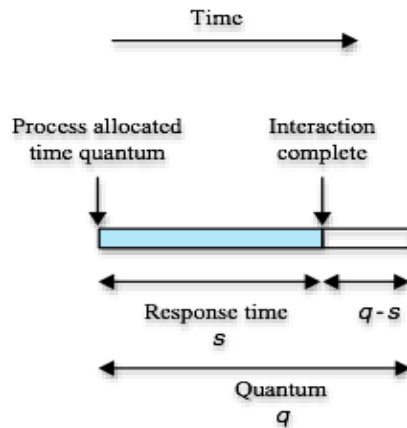 Time
Process allocated
time quantum
Interaction
complete
Response time
s
q - s
Quantum
q